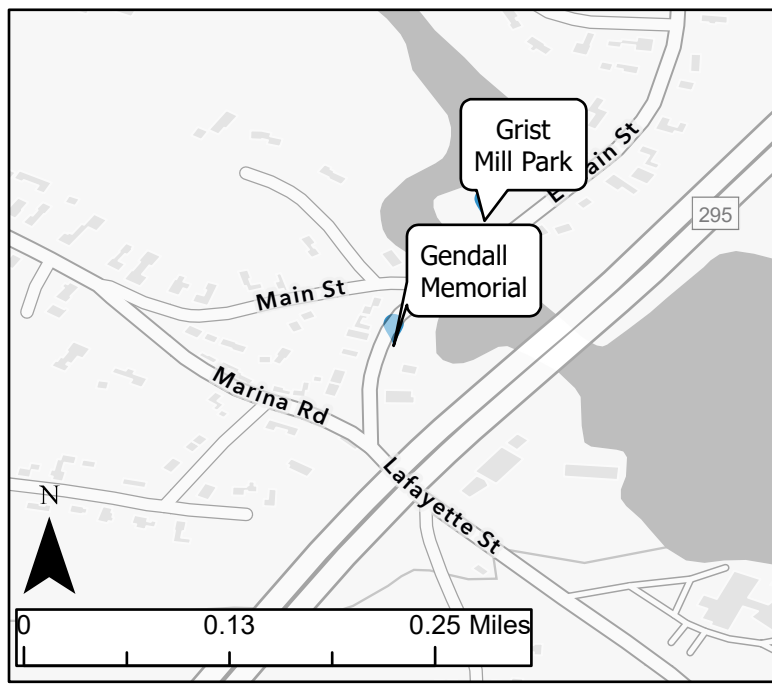 Grist
Mill Park
E Main St
295
Gendall
Memorial
Main St
Marina Rd
Lafayette St
N
0 0.13 0.25 Miles